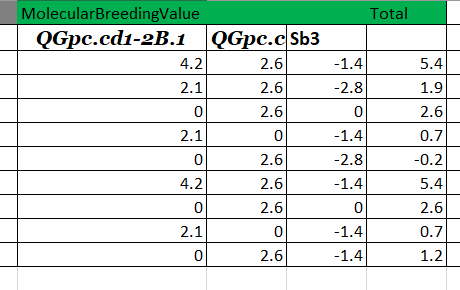 MolecularBreedingValue Total
QGpc.cd1-2B.1 QGpc.c Sb3
4.2 2.6 -1.4 5.4
2.1 2.6 -2.8 1.9
0 2.6 0 2.6
2.1 0 -1.4 0.7
0 2.6 -2.8 -0.2
4.2 2.6 -1.4 5.4
0 2.6 0 2.6
2.1 0 -1.4 0.7
0 2.6 -1.4 1.2